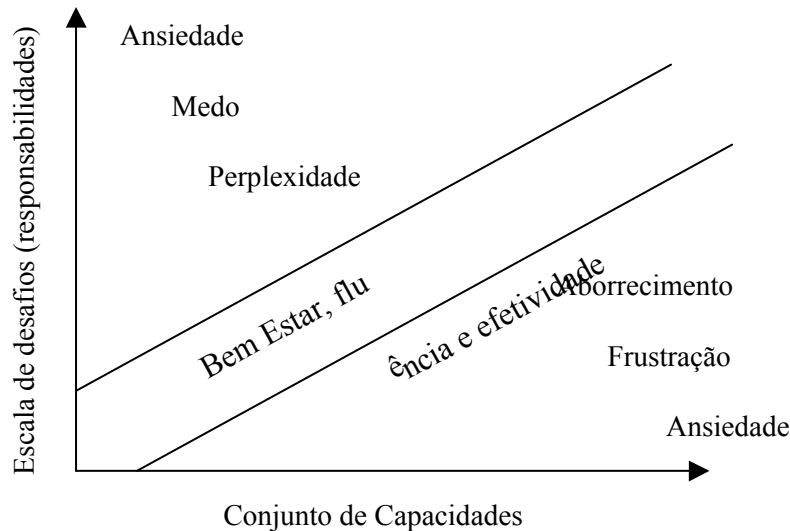 Ansiedade
Medo
Perplexidade
Escala de desafios (responsabilidades)
Bem Estar, flu
ência e efetividade
Aborrecimento
Frustração
Ansiedade
Conjunto de Capacidades